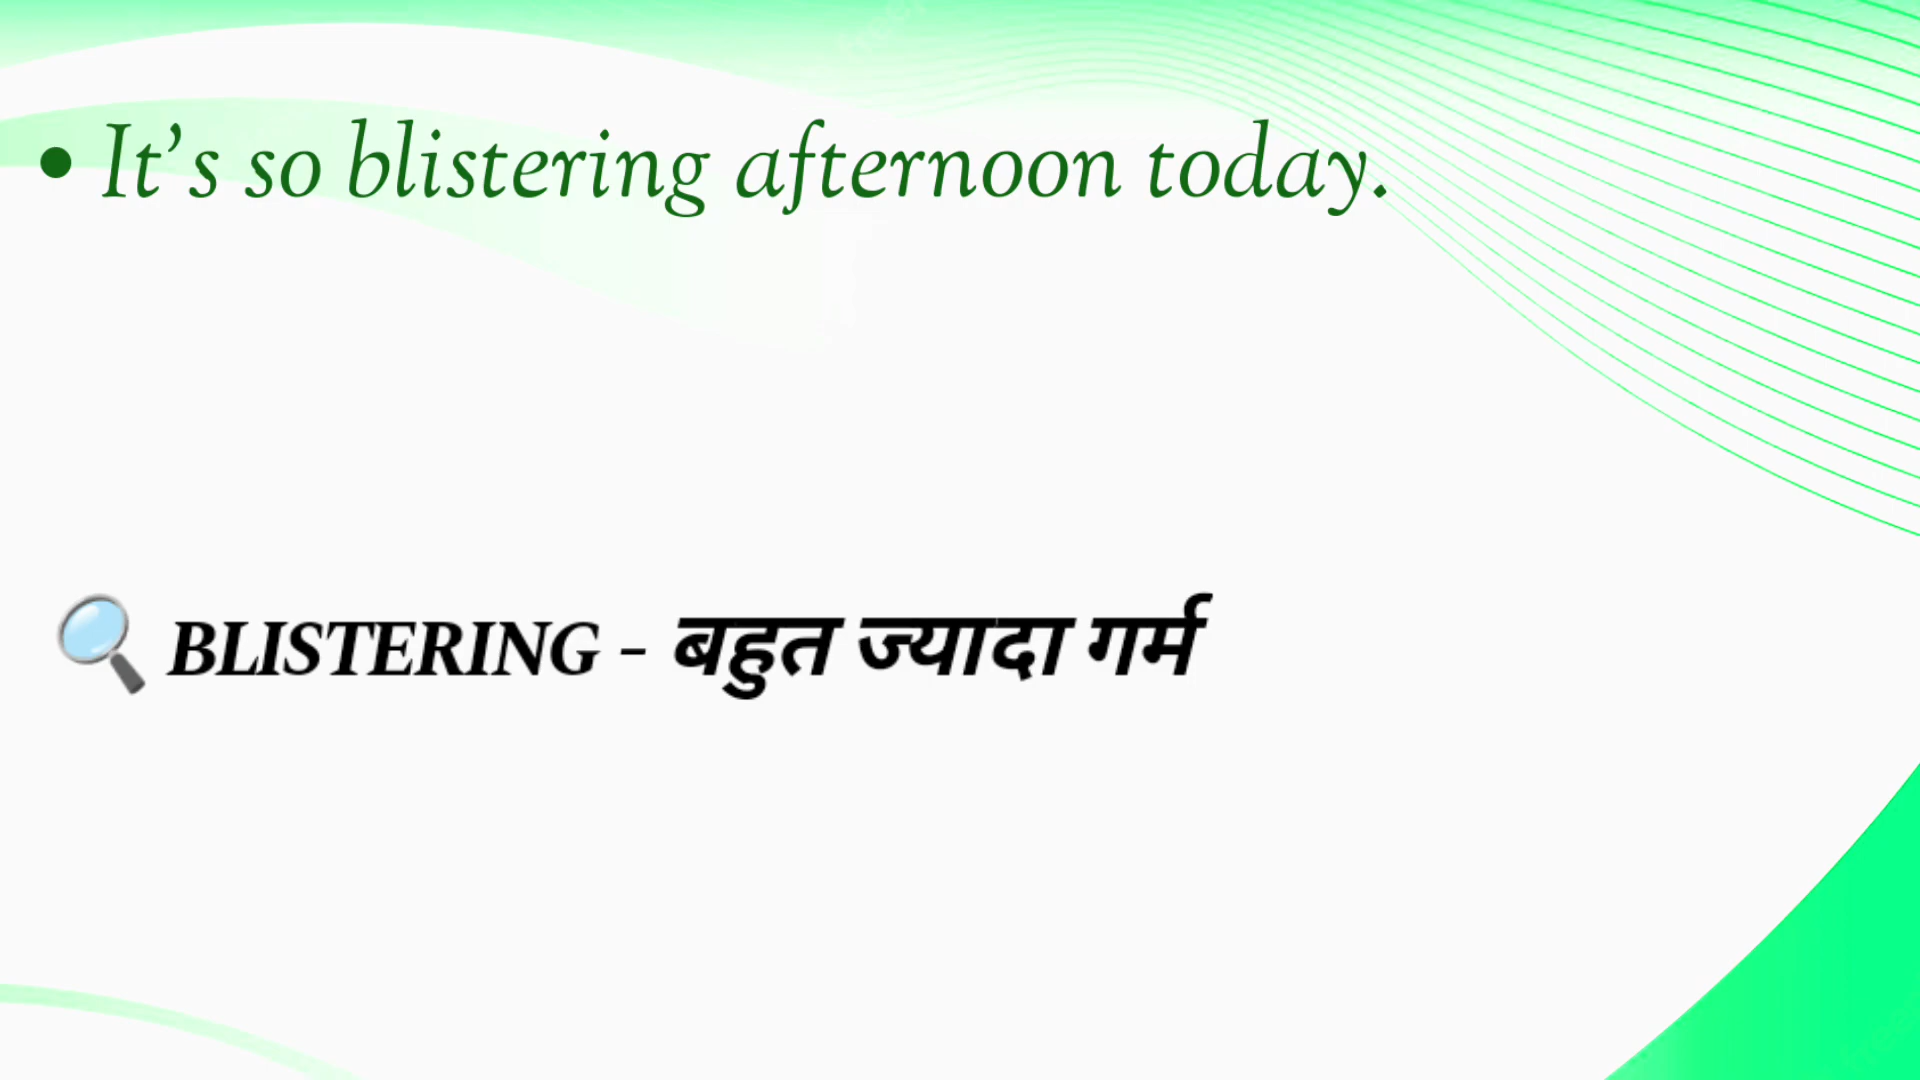 • It’s so blistering afternoon today.
🔍 BLISTERING - बहुत ज्यादा गर्म